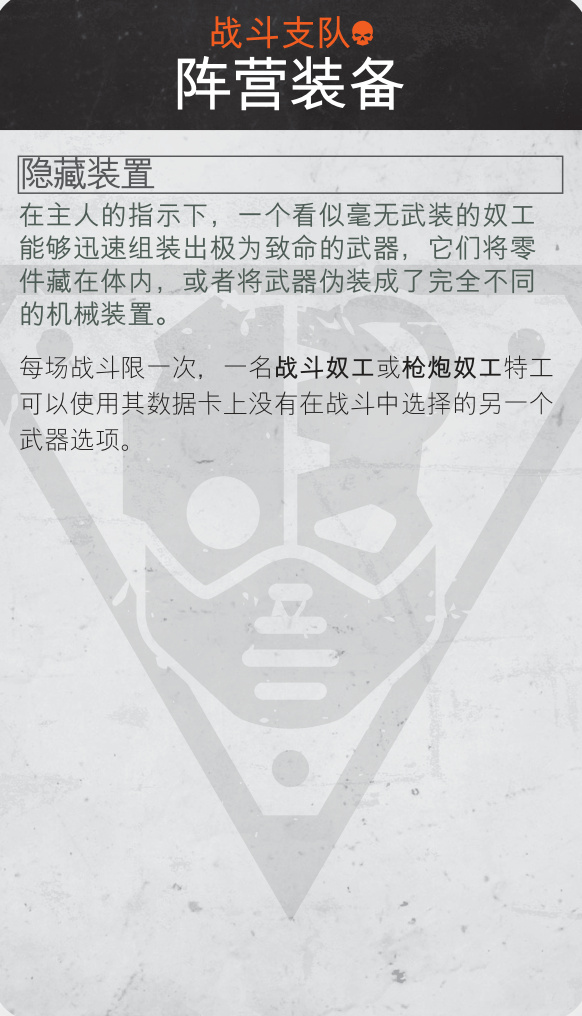 战斗支队
阵营装备
隐藏装置
在主人的指示下，一个看似毫无武装的奴工
能够迅速组装出极为致命的武器，它们将零
件藏在体内，或者将武器伪装成了完全不同
的机械装置。
每场战斗限一次，一名战斗奴工或枪炮奴工特工
可以使用其数据卡上没有在战斗中选择的另一个
武器选项。